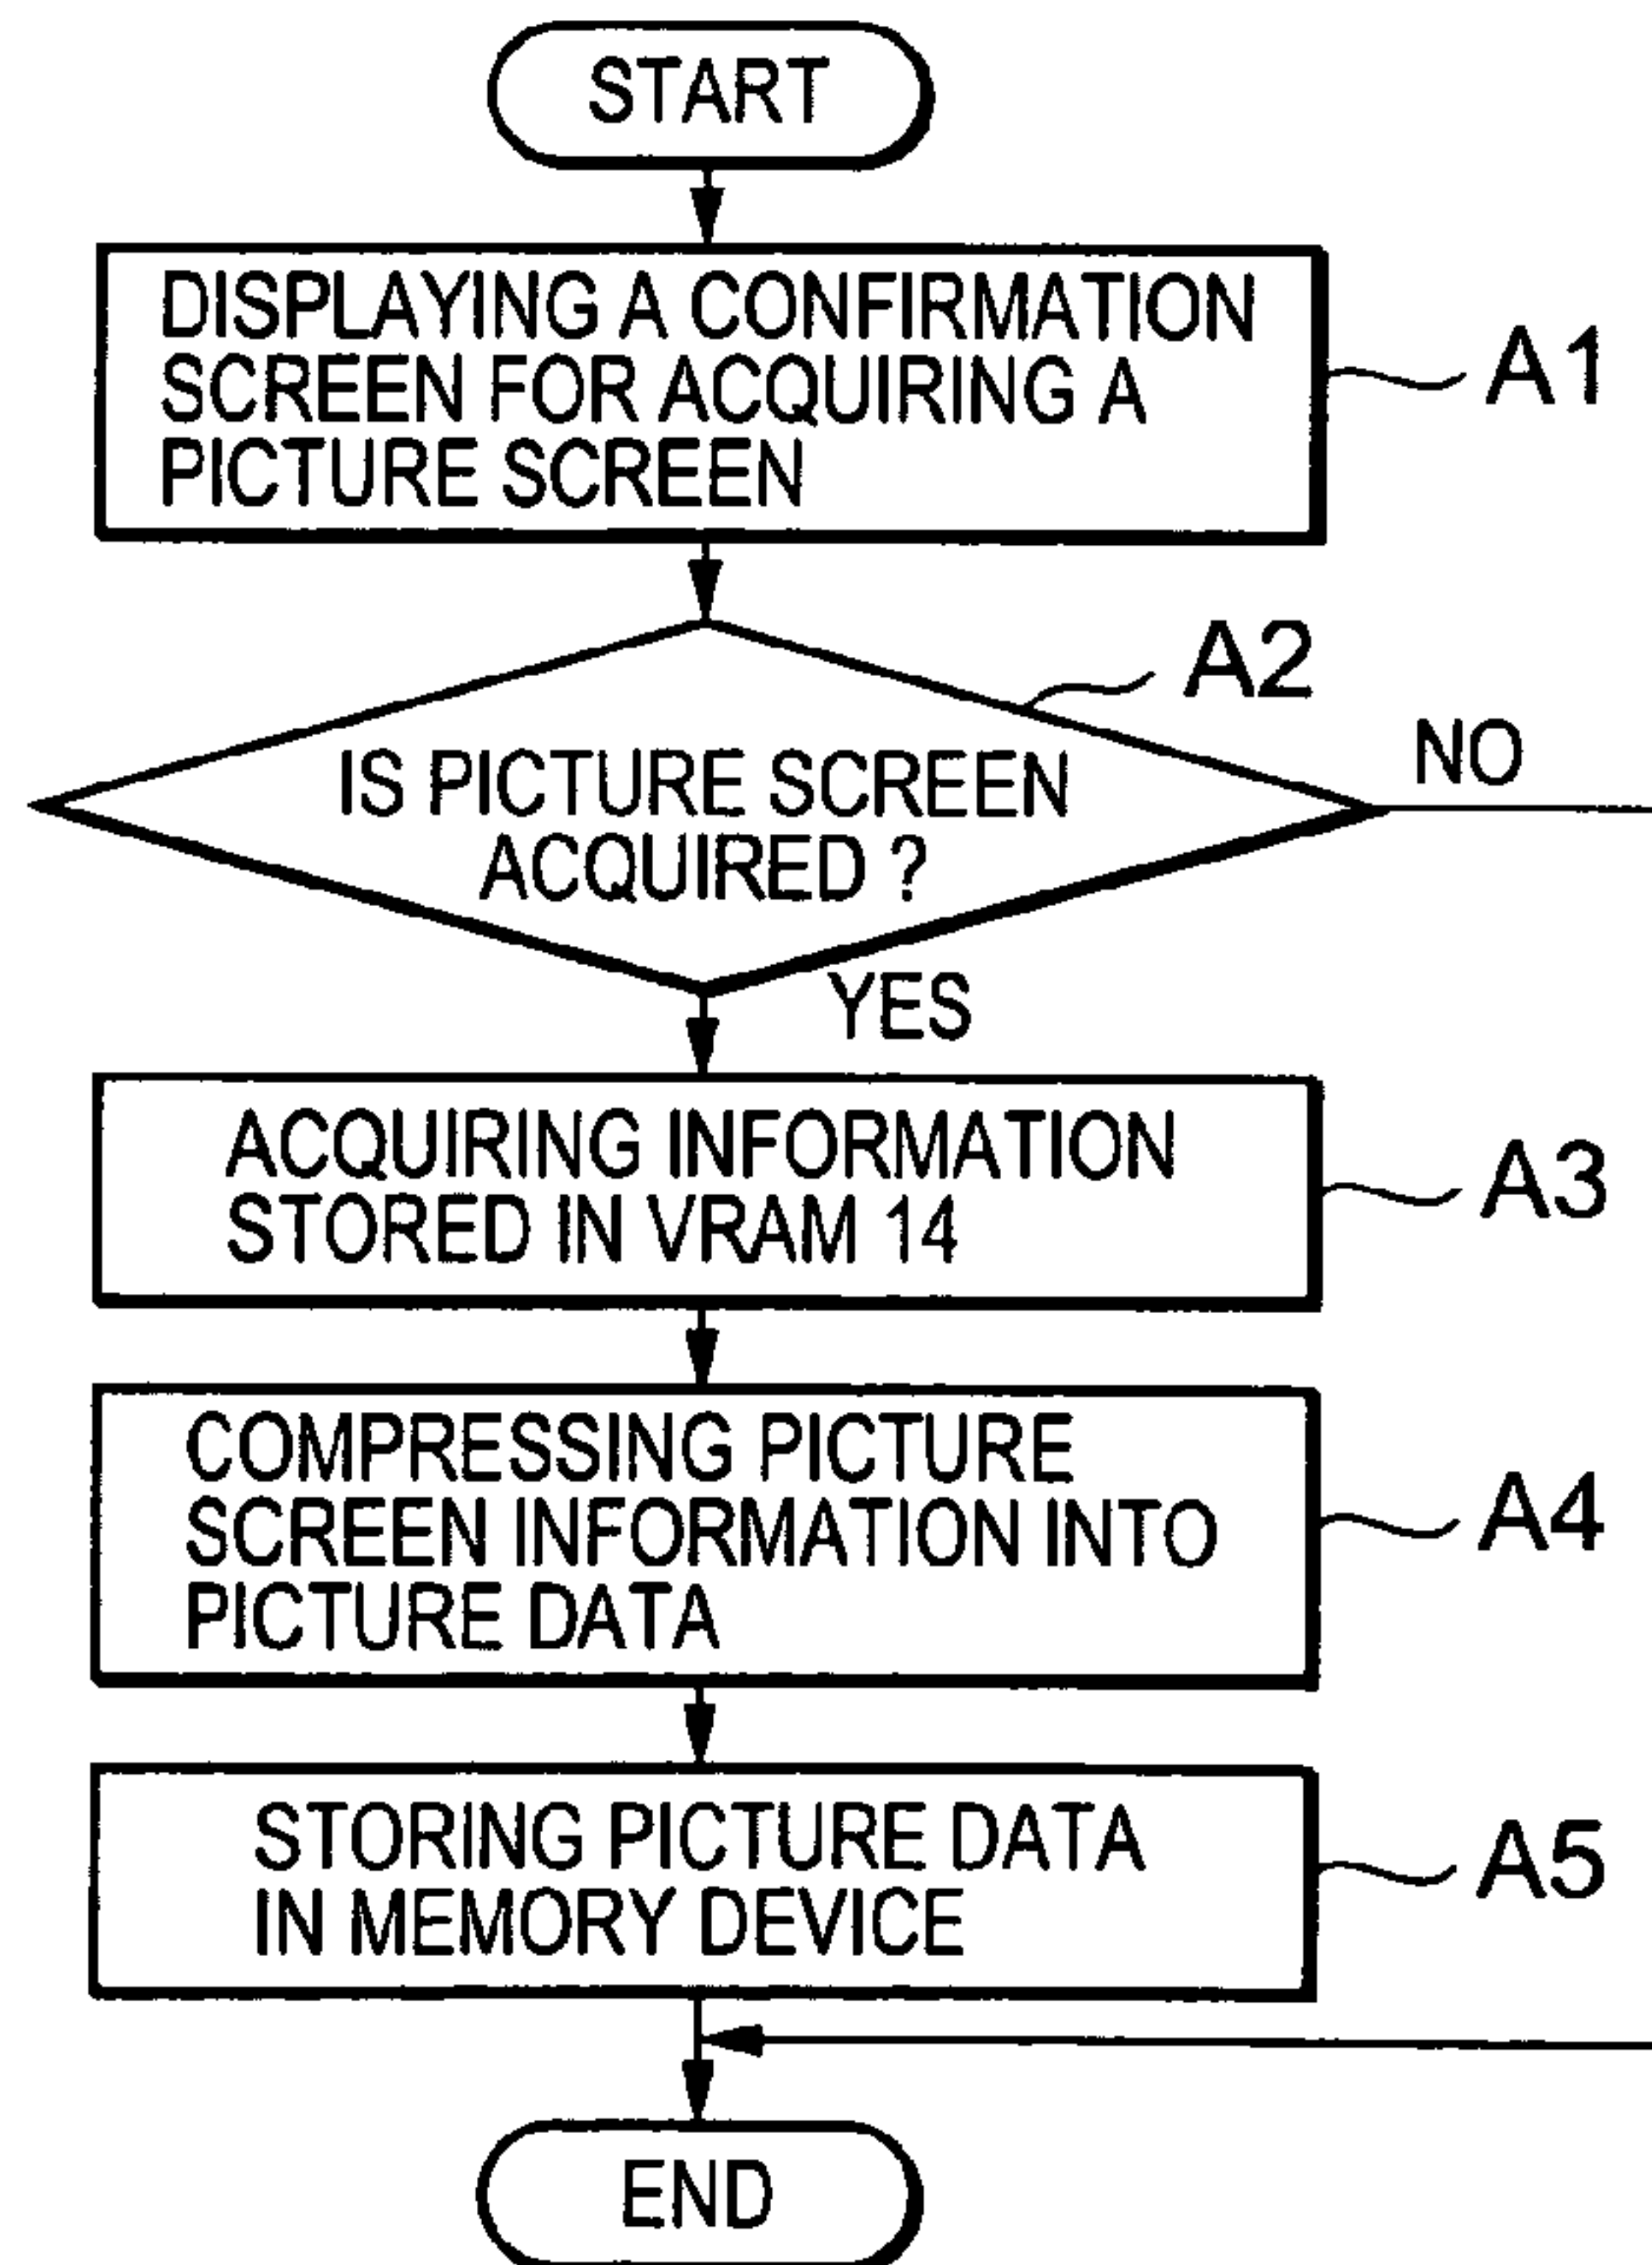 START
DISPLAYING A CONFIRMATION
SCREEN FOR ACQUIRING A
PICTURE SCREEN
A1
A2
IS PICTURE SCREEN
ACQUIRED ?
NO
YES
ACQUIRING INFORMATION
STORED IN VRAM 14
A3
COMPRESSING PICTURE
SCREEN INFORMATION INTO
PICTURE DATA
A4
STORING PICTURE DATA
IN MEMORY DEVICE
A5
END